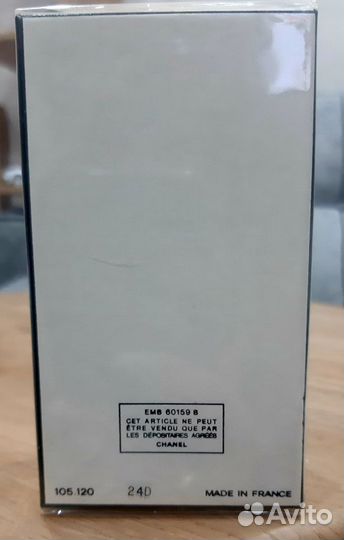 EMB 60159 B
CET ARTICLE NE PEUT
ÊTRE VENDU QUE PAR
LES DÉPOSITAIRES AGRÉÉS
CHANEL
105.120 24D MADE IN FRANCE
Avito